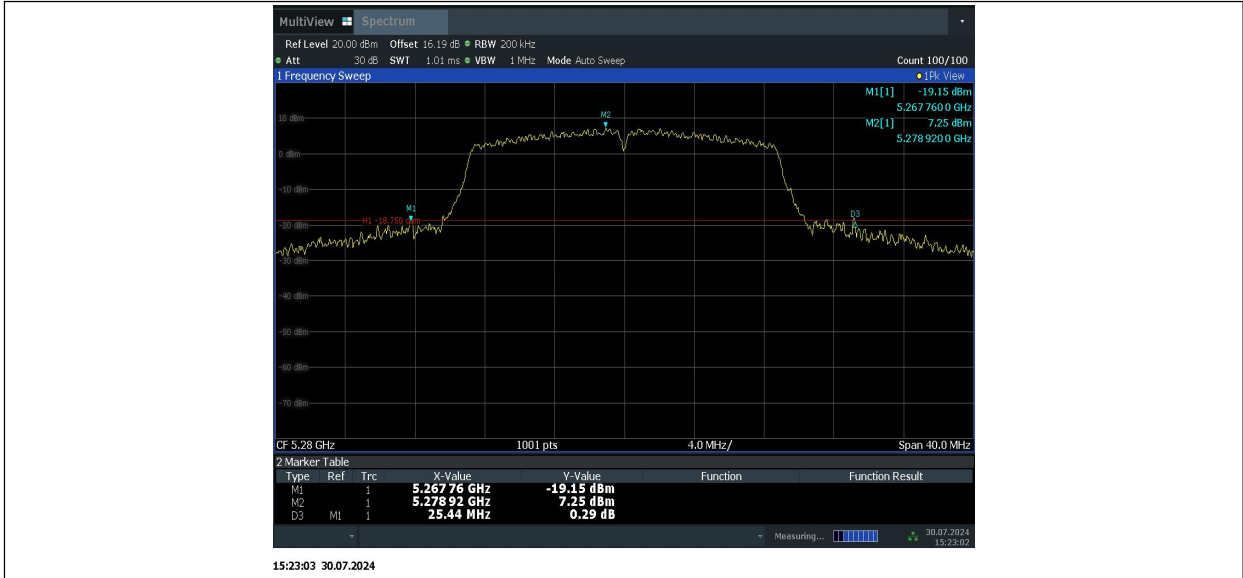 MultiView Spectrum
Ref Level 20.00 dBm Offset 16.19 dB RBW 200 kHz
Att 30 dB SWT 1.01 ms VBW 1 MHz Mode Auto Sweep Count 100/100
1 Frequency Sweep 1Pk View
M1[1] -19.15 dBm
5.267 760 0 GHz
M2[1] 7.25 dBm
5.278 920 0 GHz
M2
10 dBm
0 dBm
-10 dBm
M1
H1 -18.750 dBm
D3
-20 dBm
-30 dBm
-40 dBm
-50 dBm
-60 dBm
-70 dBm
CF 5.28 GHz 1001 pts 4.0 MHz/ Span 40.0 MHz
2 Marker Table
Type Ref Trc X-Value Y-Value Function Function Result
M1 1 5.267 76 GHz -19.15 dBm
M2 1 5.278 92 GHz 7.25 dBm
D3 M1 1 25.44 MHz 0.29 dB
Measuring... 30.07.2024
15:23:02
15:23:03 30.07.2024